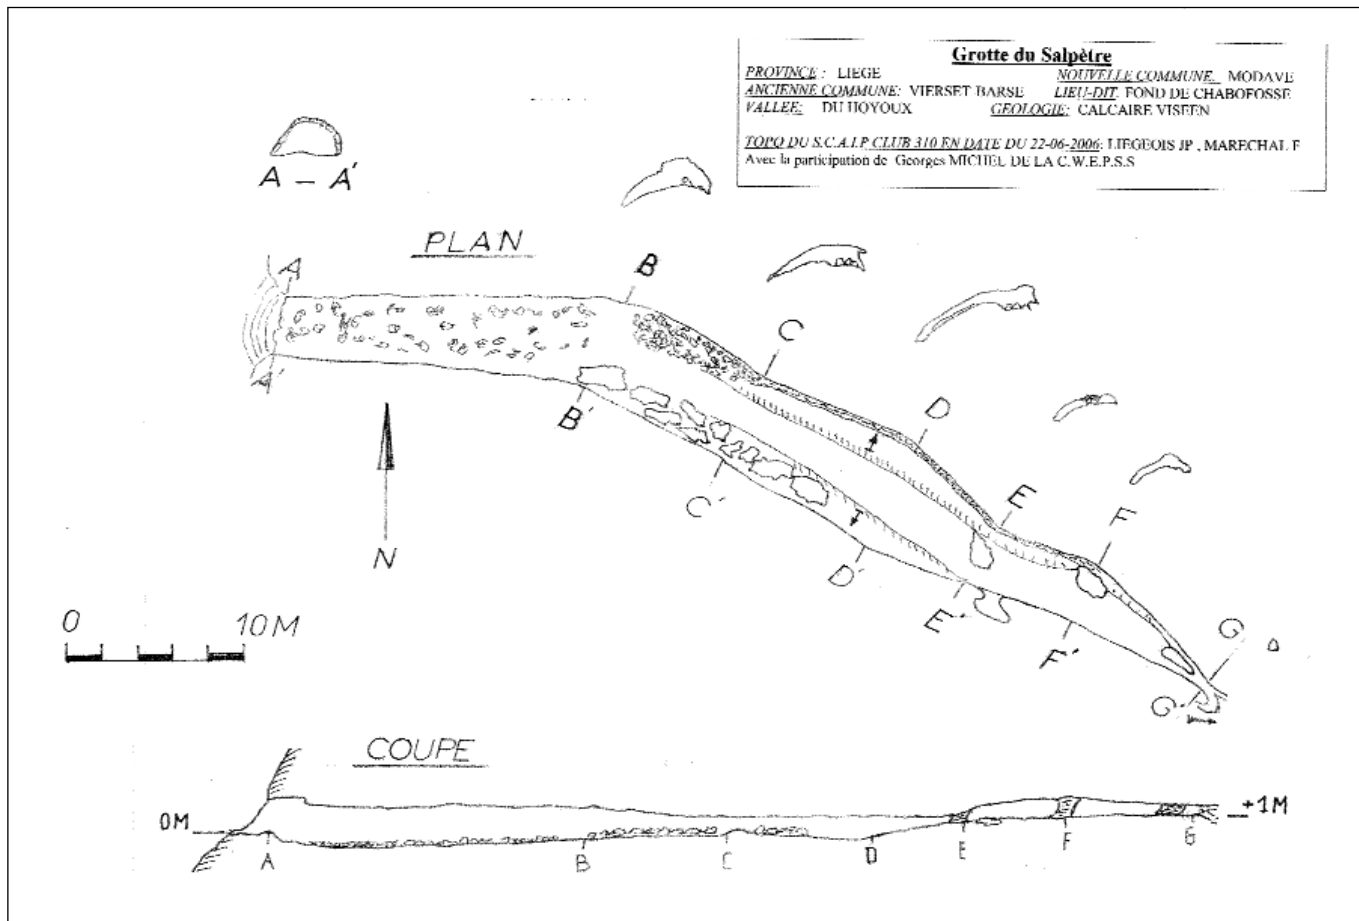 Grotte du Salpètre
PROVINCE : LIEGE NOUVELLE COMMUNE: MODAVE
ANCIENNE COMMUNE: VIERSET BARSE LIEU-DIT: FOND DE CHABOFOSSE
VALLEE: DU HOYOUX GEOLOGIE: CALCAIRE VISEEN
TOPO DU S.C.A.I.P CLUB 310 EN DATE DU 22-06-2006: LIEGEOIS JP , MARECHAL F
Avec la participation de Georges MICHEL DE LA C.W.E.P.S.S
A - A'
PLAN
A
B
C
D
E
F
G
A'
B'
C'
D'
E'
F'
G'
N
0 10M
COUPE
0M
+1M
A B C D E F G